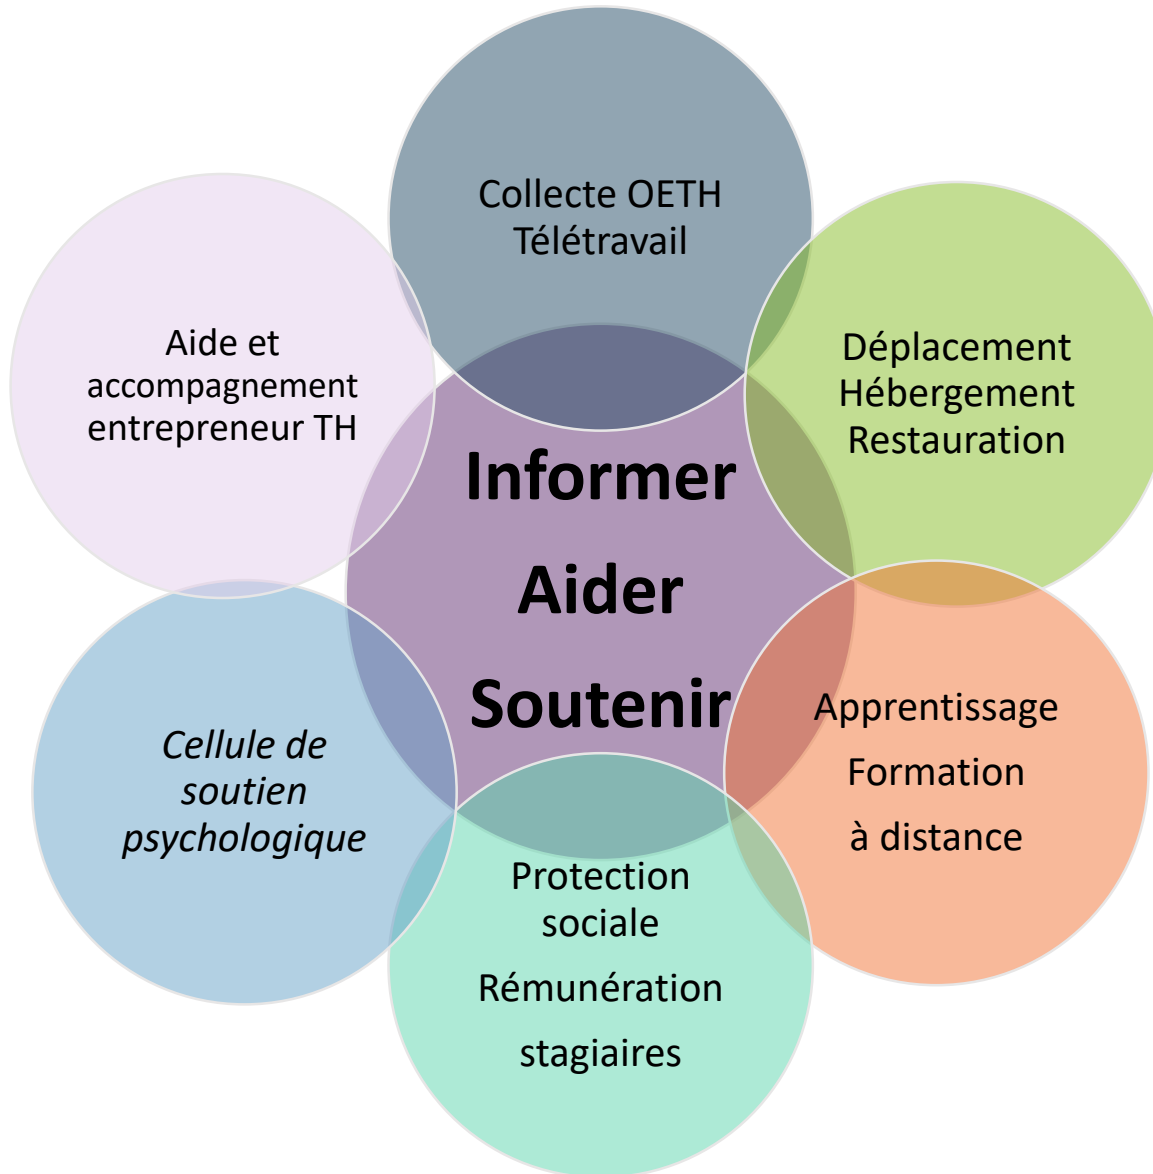 Collecte OETH
Télétravail
Déplacement
Hébergement
Restauration
Apprentissage
Formation
à distance
Protection
sociale
Rémunération
stagiaires
Cellule de
soutien
psychologique
Aide et
accompagnement
entrepreneur TH
Informer
Aider
Soutenir